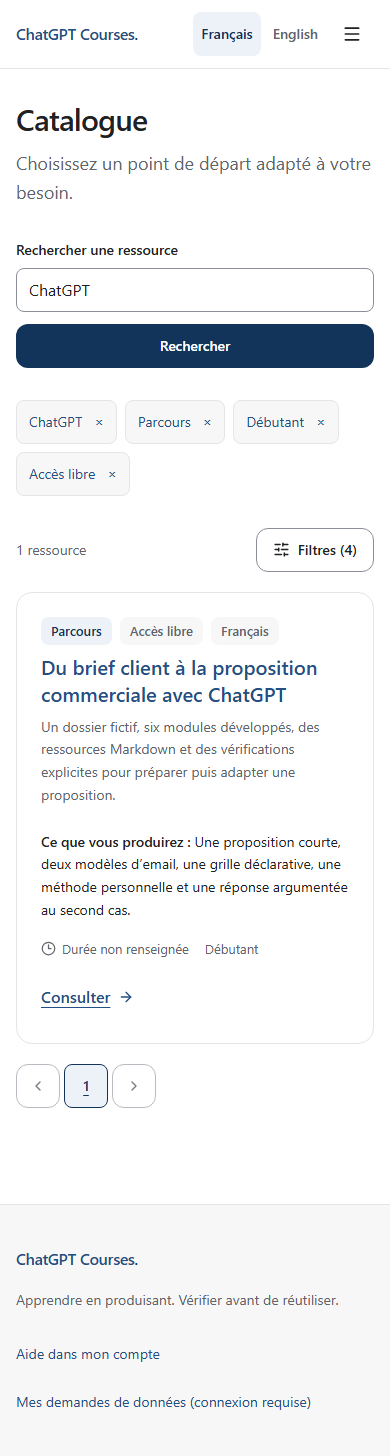 ChatGPT Courses.
Français
English
Catalogue
Choisissez un point de départ adapté à votre
besoin.
Rechercher une ressource
ChatGPT
Rechercher
ChatGPT ×
Parcours ×
Débutant ×
Accès libre ×
1 ressource
Filtres (4)
Parcours
Accès libre
Français
Du brief client à la proposition
commerciale avec ChatGPT
Un dossier fictif, six modules développés, des
ressources Markdown et des vérifications
explicites pour préparer puis adapter une
proposition.
Ce que vous produirez : Une proposition courte,
deux modèles d’email, une grille déclarative, une
méthode personnelle et une réponse argumentée
au second cas.
Durée non renseignée
Débutant
Consulter
1
ChatGPT Courses.
Apprendre en produisant. Vérifier avant de réutiliser.
Aide dans mon compte
Mes demandes de données (connexion requise)